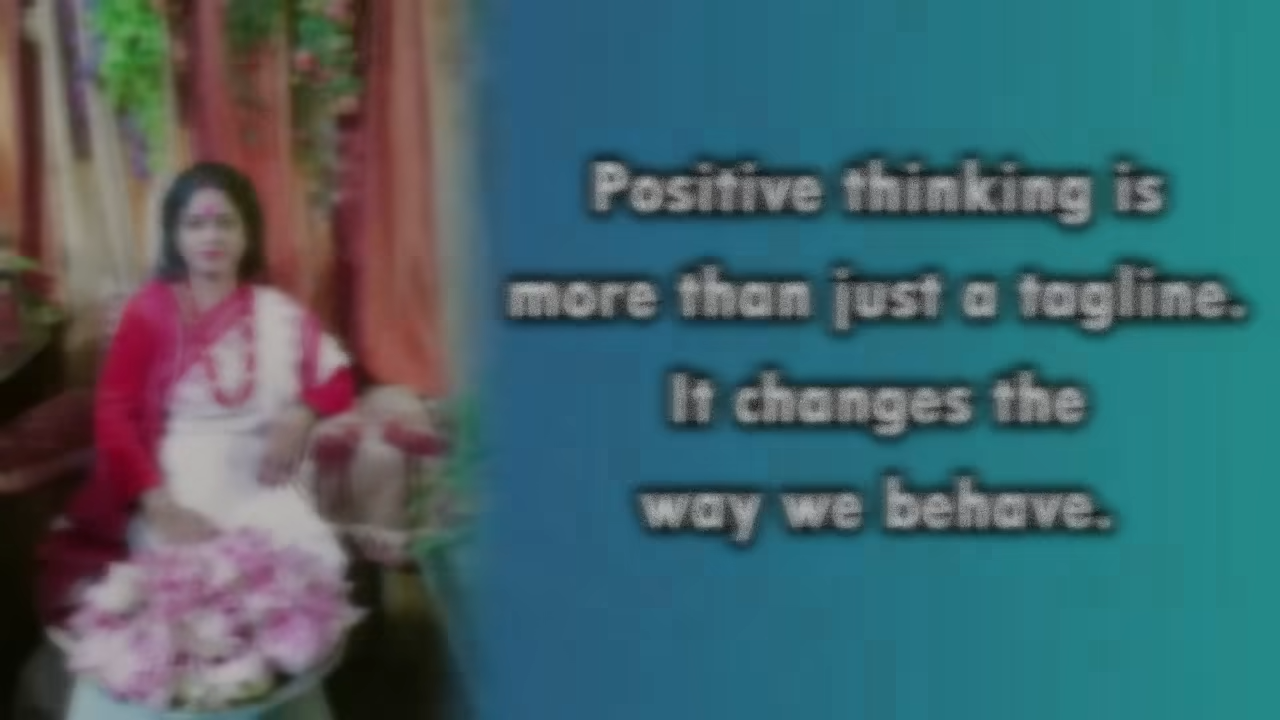 Positive thinking is
more than just a tagline.
It changes the
way we behave.